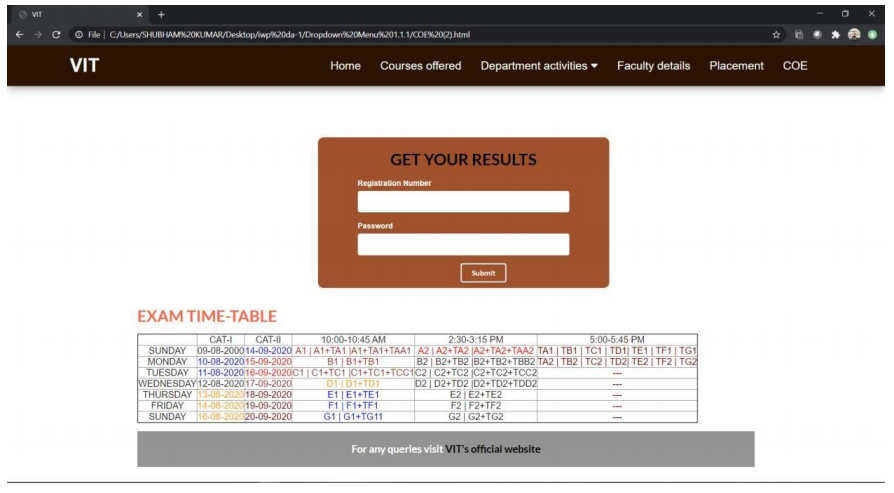 VIT
File | C:/Users/SHUBHAM%20KUMAR/Desktop/iwp%20da-1/Dropdown%20Menu%201.1.1/COE%20(2).html
VIT Home Courses offered Department activities Faculty details Placement COE
GET YOUR RESULTS
Registration Number
Password
Submit
EXAM TIME-TABLE
CAT-I CAT-II 10:00-10:45 AM 2:30-3:15 PM 5:00-5:45 PM
SUNDAY 09-08-2000 14-09-2020 A1 | A1+TA1 |A1+TA1+TAA1 A2 | A2+TA2 |A2+TA2+TAA2 TA1 | TB1 | TC1 | TD1| TE1 | TF1 | TG1
MONDAY 10-08-2020 15-09-2020 B1 | B1+TB1 B2 | B2+TB2 |B2+TB2+TBB2 TA2 | TB2 | TC2 | TD2| TE2 | TF2 | TG2
TUESDAY 11-08-2020 16-09-2020 C1 | C1+TC1 |C1+TC1+TCC1 C2 | C2+TC2 |C2+TC2+TCC2 ---
WEDNESDAY 12-08-2020 17-09-2020 D1 | D1+TD1 D2 | D2+TD2 |D2+TD2+TDD2 ---
THURSDAY 13-08-2020 18-09-2020 E1 | E1+TE1 E2 | E2+TE2 ---
FRIDAY 14-08-2020 19-09-2020 F1 | F1+TF1 F2 | F2+TF2 ---
SUNDAY 16-08-2020 20-09-2020 G1 | G1+TG11 G2 | G2+TG2 ---
For any queries visit VIT's official website